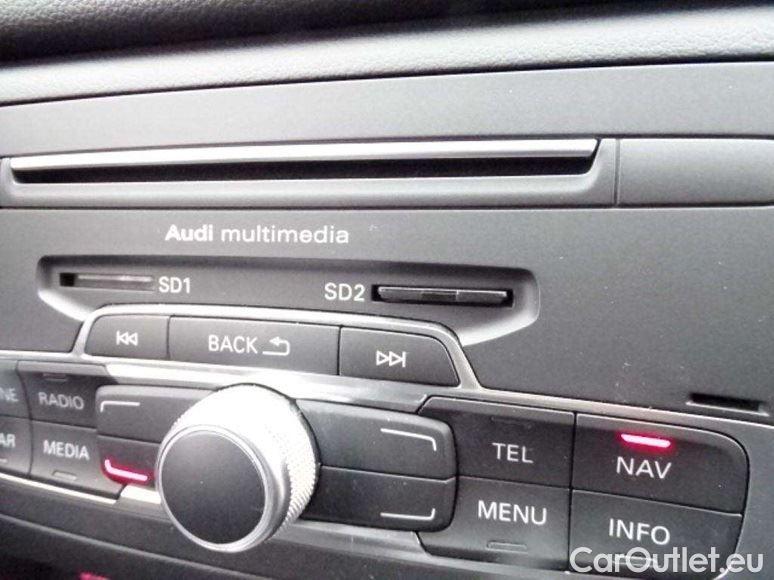 Audi multimedia
SD1
SD2
BACK
RADIO
MEDIA
TEL
NAV
MENU
INFO
CarOutlet.eu